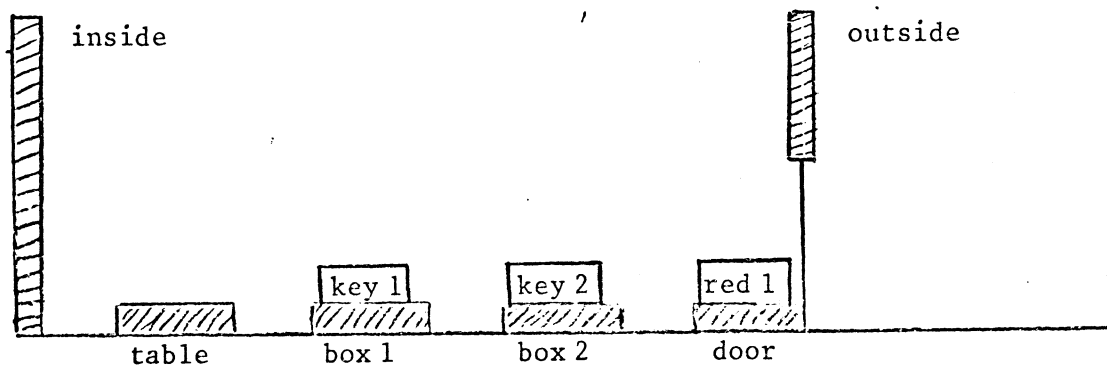 inside
outside
key 1
key 2
red 1
table
box 1
box 2
door